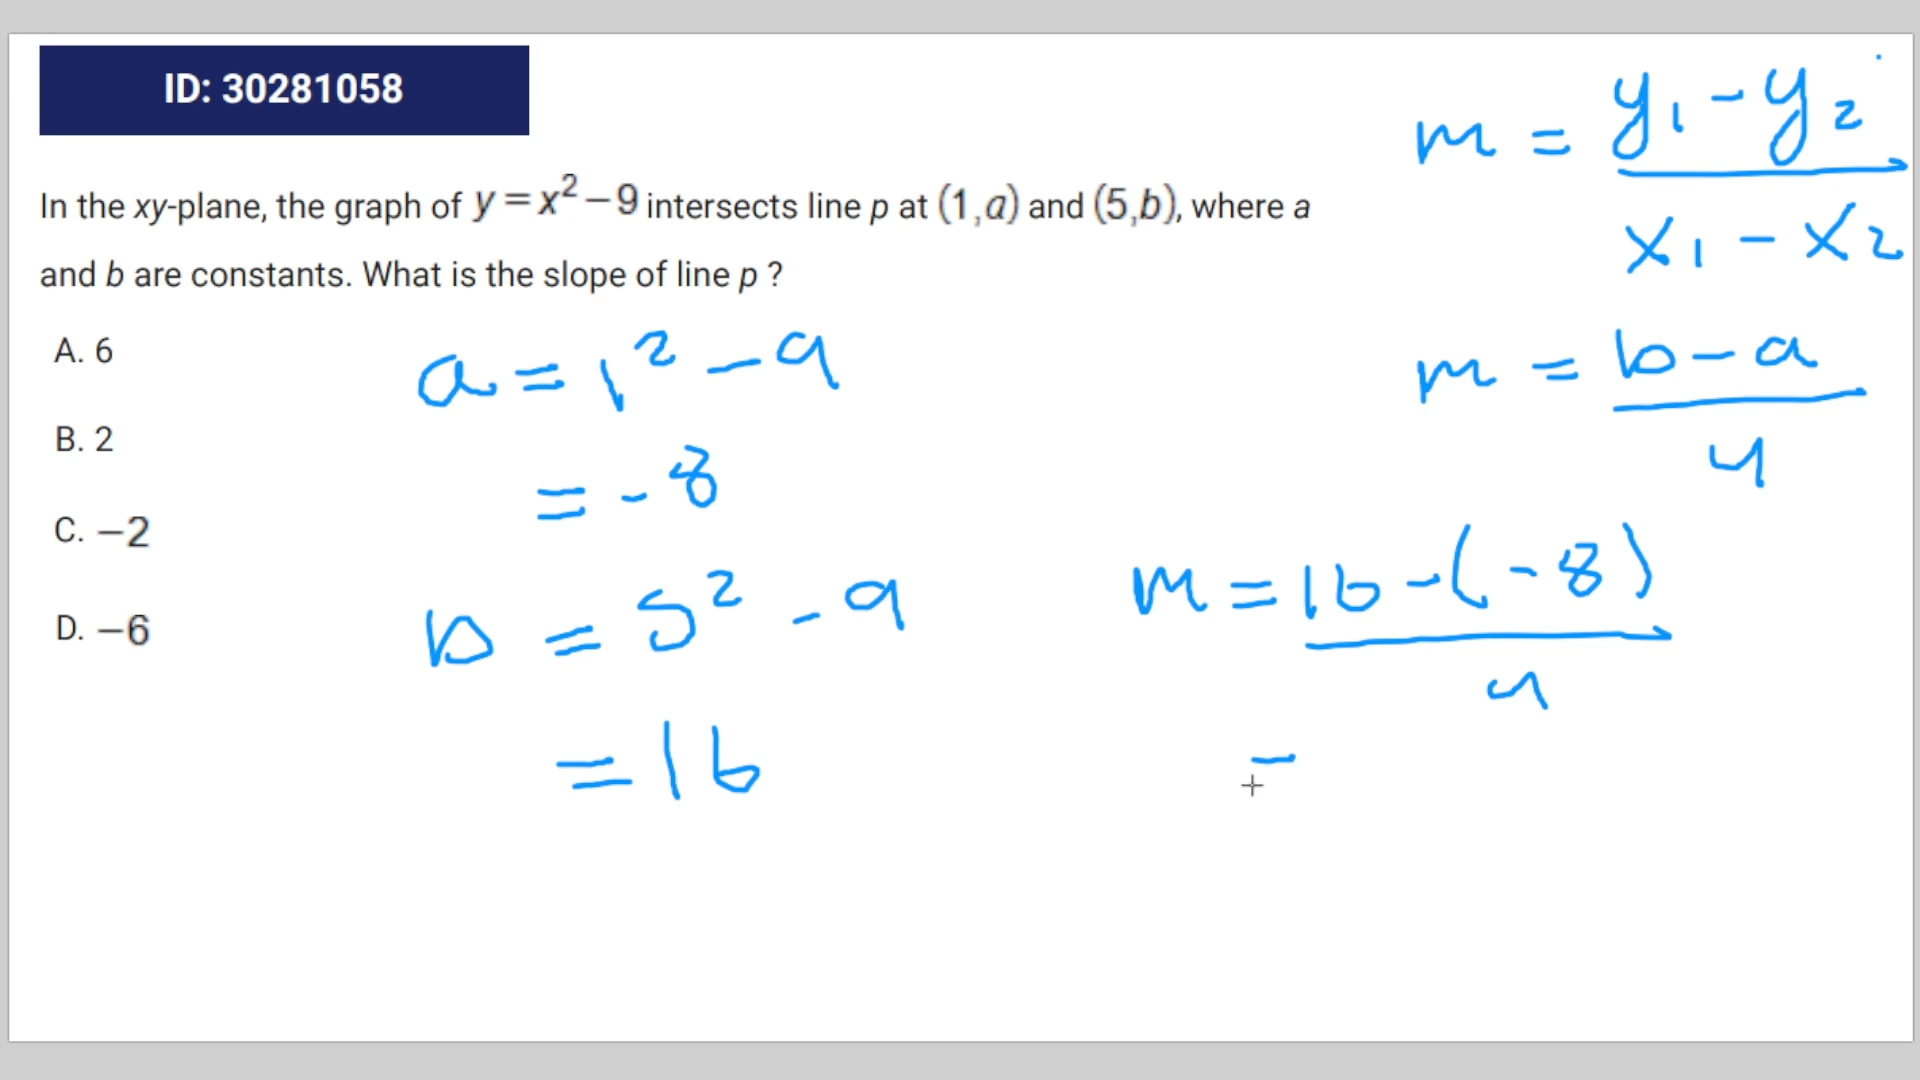 ID: 30281058
In the xy-plane, the graph of y = x² − 9 intersects line p at (1,a) and (5,b), where a
and b are constants. What is the slope of line p ?
A. 6
B. 2
C. −2
D. −6
a = 1² − 9
= -8
b = 5² - 9
= 16
m = y₁ - y₂
x₁ - x₂
m = b - a
4
m = 16 - (-8)
4
-